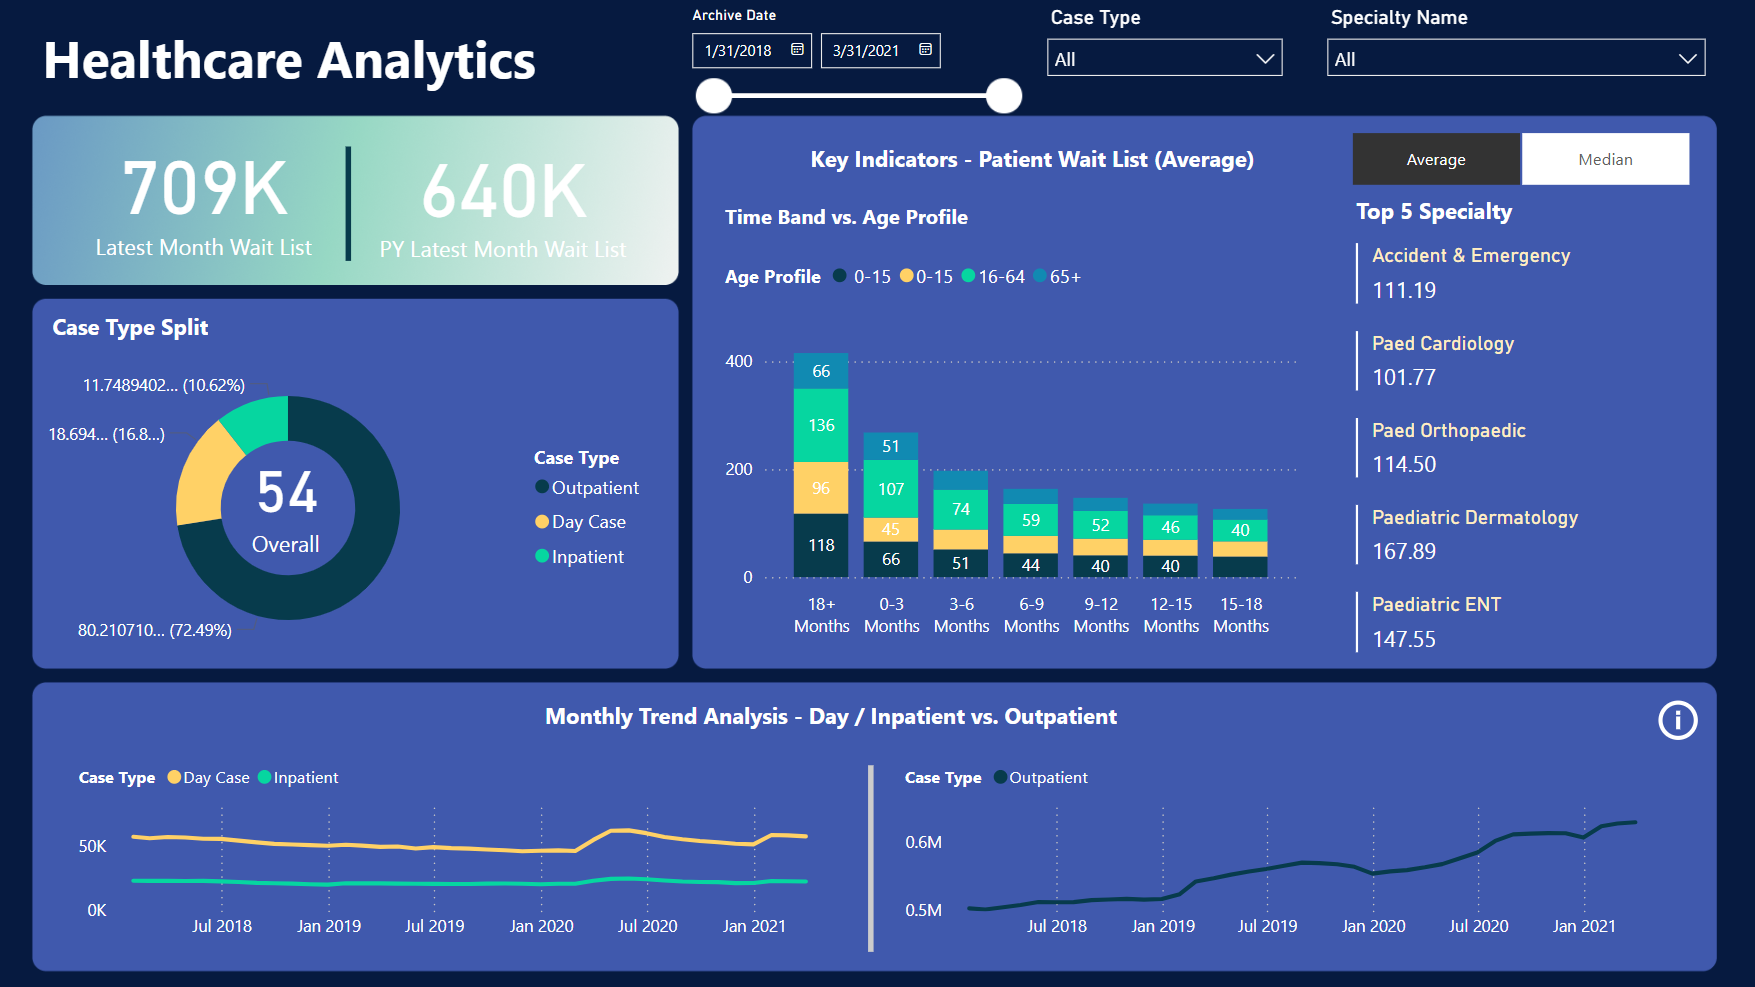 Healthcare Analytics
Archive Date
1/31/2018
3/31/2021
Case Type
All
Specialty Name
All
709K
Latest Month Wait List
640K
PY Latest Month Wait List
Case Type Split
11.7489402... (10.62%)
18.694... (16.8...)
80.210710... (72.49%)
54
Overall
Case Type
Outpatient
Day Case
Inpatient
Key Indicators - Patient Wait List (Average)
Average
Median
Time Band vs. Age Profile
Age Profile 0-15 0-15 16-64 65+
400
200
0
66
136
96
118
51
107
45
66
74
51
59
44
52
40
46
40
40
18+ Months
0-3 Months
3-6 Months
6-9 Months
9-12 Months
12-15 Months
15-18 Months
Top 5 Specialty
Accident & Emergency
111.19
Paed Cardiology
101.77
Paed Orthopaedic
114.50
Paediatric Dermatology
167.89
Paediatric ENT
147.55
Monthly Trend Analysis - Day / Inpatient vs. Outpatient
Case Type Day Case Inpatient
50K
0K
Jul 2018 Jan 2019 Jul 2019 Jan 2020 Jul 2020 Jan 2021
Case Type Outpatient
0.6M
0.5M
Jul 2018 Jan 2019 Jul 2019 Jan 2020 Jul 2020 Jan 2021